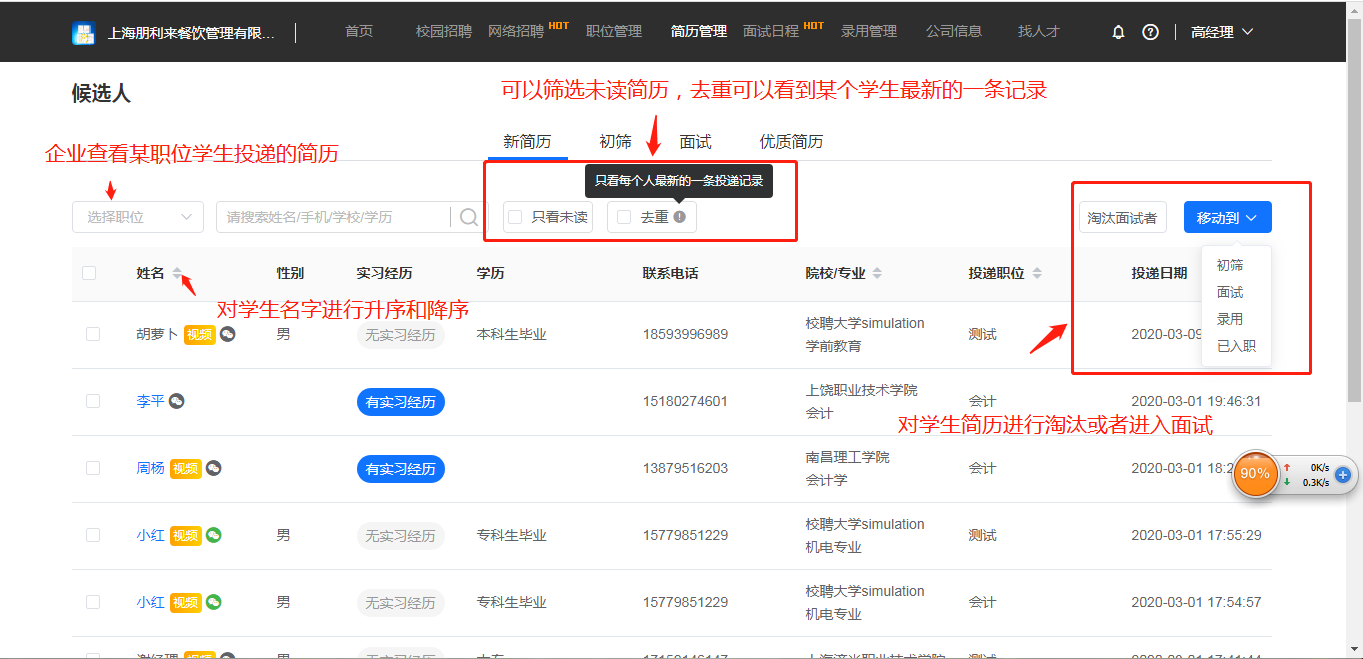 上海朋利来餐饮管理有限... 首页 校园招聘 网络招聘 HOT 职位管理 简历管理 面试日程 HOT 录用管理 公司信息 找人才 高经理
候选人
可以筛选未读简历，去重可以看到某个学生最新的一条记录
新简历 初筛 面试 优质简历
企业查看某职位学生投递的简历
只看每个人最新的一条投递记录
选择职位 请搜索姓名/手机/学校/学历 只看未读 去重 淘汰面试者 移动到
初筛
面试
录用
已入职
姓名 性别 实习经历 学历 联系电话 院校/专业 投递职位 投递日期
对学生名字进行升序和降序
胡萝卜 视频 男 无实习经历 本科生毕业 18593996989 校聘大学simulation 测试 2020-03-09
学前教育
李平 有实习经历 15180274601 上饶职业技术学院 会计 2020-03-01 19:46:31
会计
对学生简历进行淘汰或者进入面试
周杨 视频 有实习经历 13879516203 南昌理工学院 会计 2020-03-01 18:2
会计学
90% 0K/s
0.3K/s
小红 视频 男 无实习经历 专科生毕业 15779851229 校聘大学simulation 测试 2020-03-01 17:55:29
机电专业
小红 视频 男 无实习经历 专科生毕业 15779851229 校聘大学simulation 会计 2020-03-01 17:54:57
机电专业